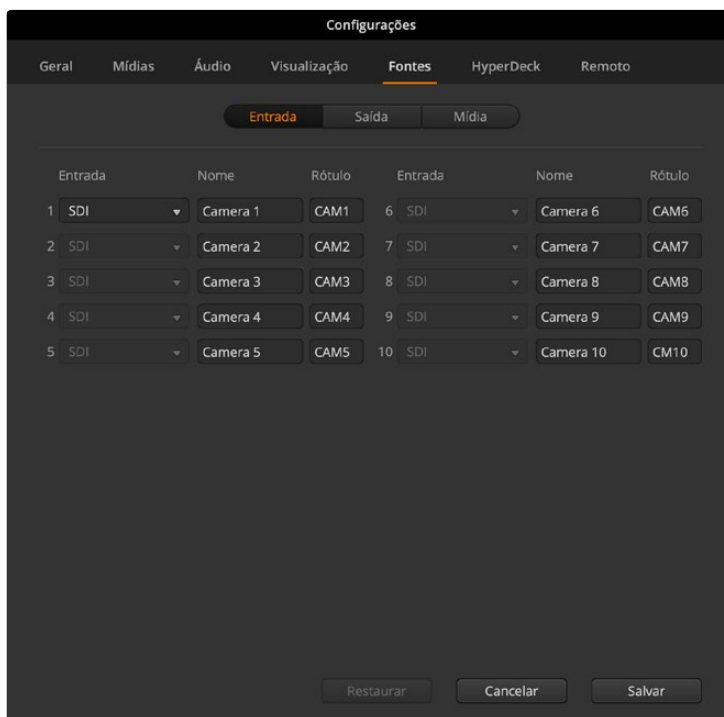 Configurações
Geral Mídias Áudio Visualização Fontes HyperDeck Remoto
Entrada Saída Mídia
Entrada Nome Rótulo Entrada Nome Rótulo
1 SDI Camera 1 CAM1 6 SDI Camera 6 CAM6
2 SDI Camera 2 CAM2 7 SDI Camera 7 CAM7
3 SDI Camera 3 CAM3 8 SDI Camera 8 CAM8
4 SDI Camera 4 CAM4 9 SDI Camera 9 CAM9
5 SDI Camera 5 CAM5 10 SDI Camera 10 CM10
Restaurar Cancelar Salvar